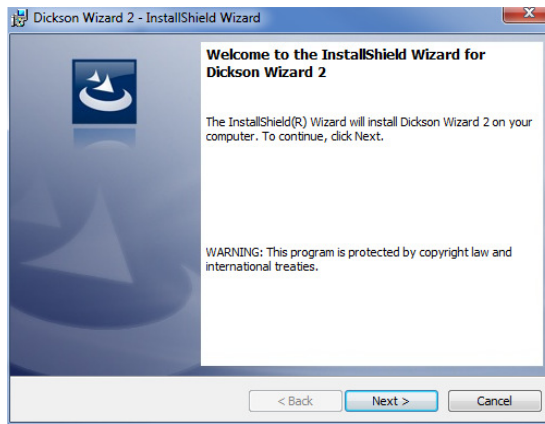 Dickson Wizard 2 - InstallShield Wizard
Welcome to the InstallShield Wizard for
Dickson Wizard 2
The InstallShield(R) Wizard will install Dickson Wizard 2 on your
computer. To continue, click Next.
WARNING: This program is protected by copyright law and
international treaties.
< Back Next > Cancel